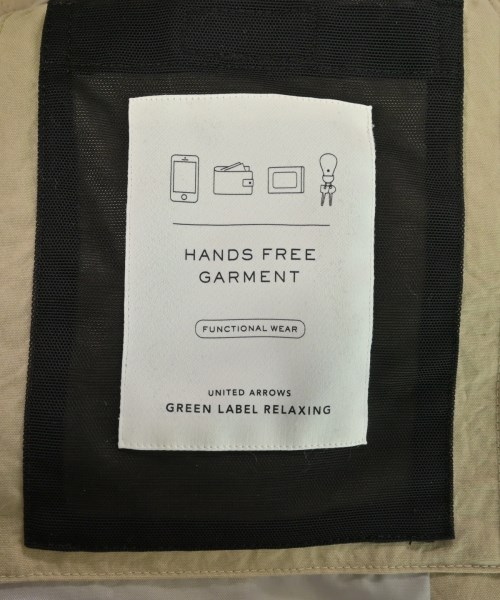 HANDS FREE
GARMENT
FUNCTIONAL WEAR
UNITED ARROWS
GREEN LABEL RELAXING